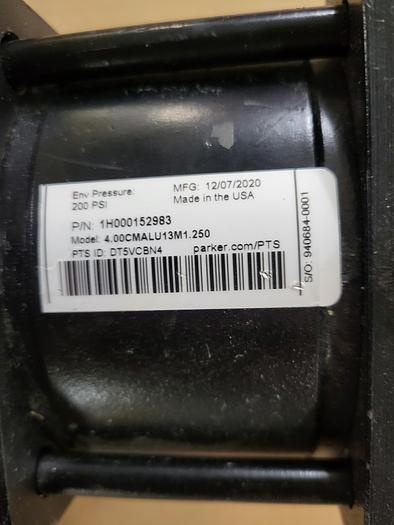 Env Pressure:
200 PSI
MFG: 12/07/2020
Made in the USA
P/N: 1H000152983
Model: 4.00CMALU13M1.250
PTS ID: DT5VCBN4 parker.com/PTS
S/O: 940684-0001